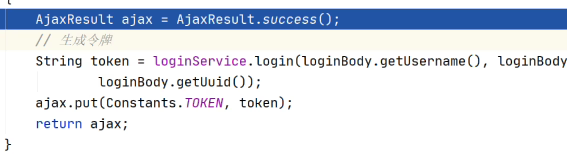 {
AjaxResult ajax = AjaxResult.success();
// 生成令牌
String token = loginService.login(loginBody.getUsername(), loginBody
loginBody.getUuid());
ajax.put(Constants.TOKEN, token);
return ajax;
}